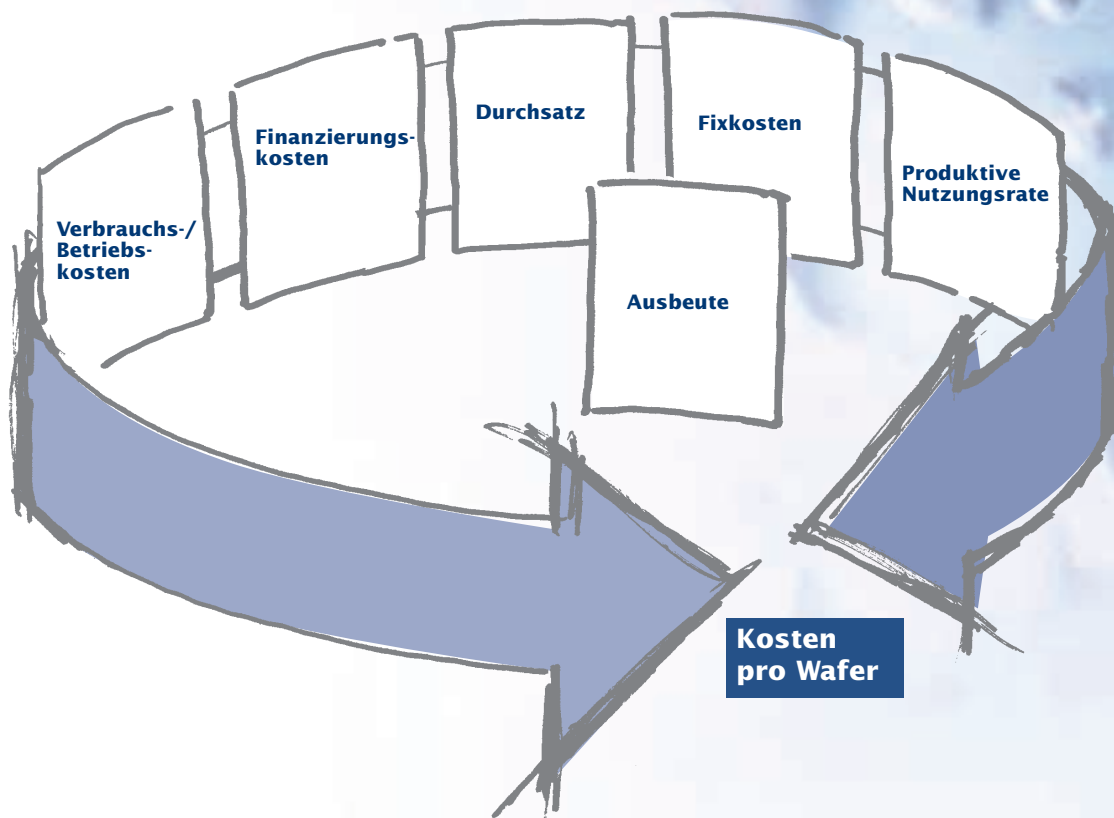 Verbrauchs-/
Betriebs-
kosten
Finanzierungs-
kosten
Durchsatz
Fixkosten
Produktive
Nutzungsrate
Ausbeute
Kosten
pro Wafer